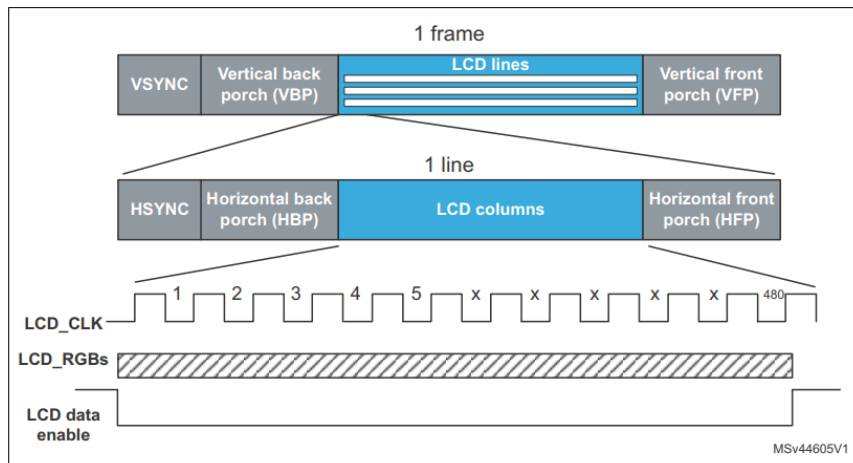 1 frame
VSYNC
Vertical back
porch (VBP)
LCD lines
Vertical front
porch (VFP)
1 line
HSYNC
Horizontal back
porch (HBP)
LCD columns
Horizontal front
porch (HFP)
1 2 3 4 5 x x x x x 480
LCD_CLK
LCD_RGBs
LCD data
enable
MSv44605V1